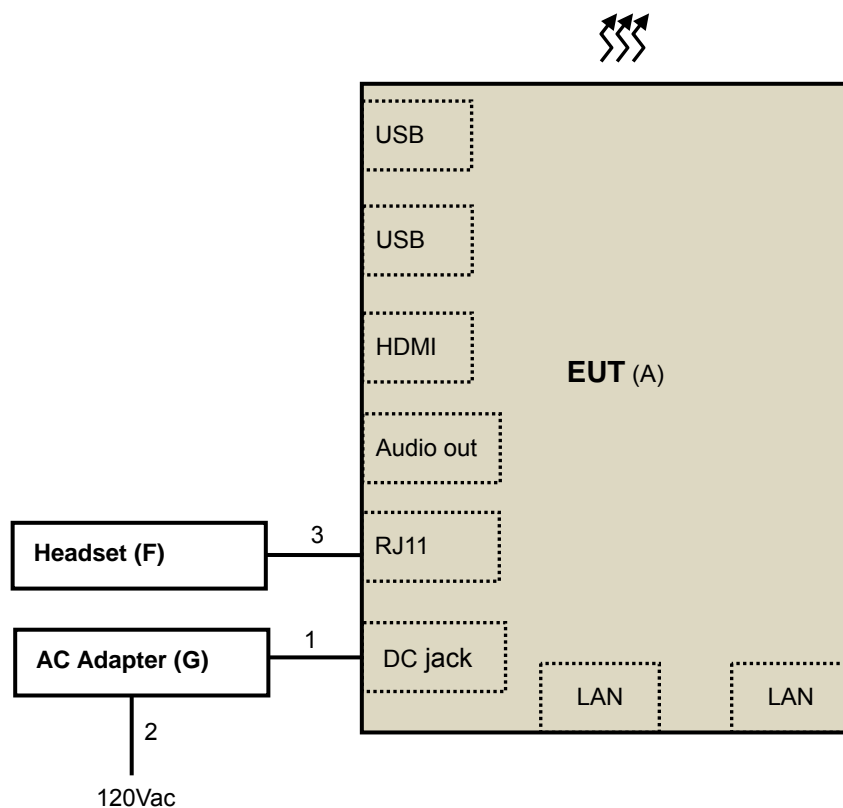 USB
USB
HDMI
EUT (A)
Audio out
Headset (F)
3
RJ11
AC Adapter (G)
1
DC jack
LAN
LAN
2
120Vac